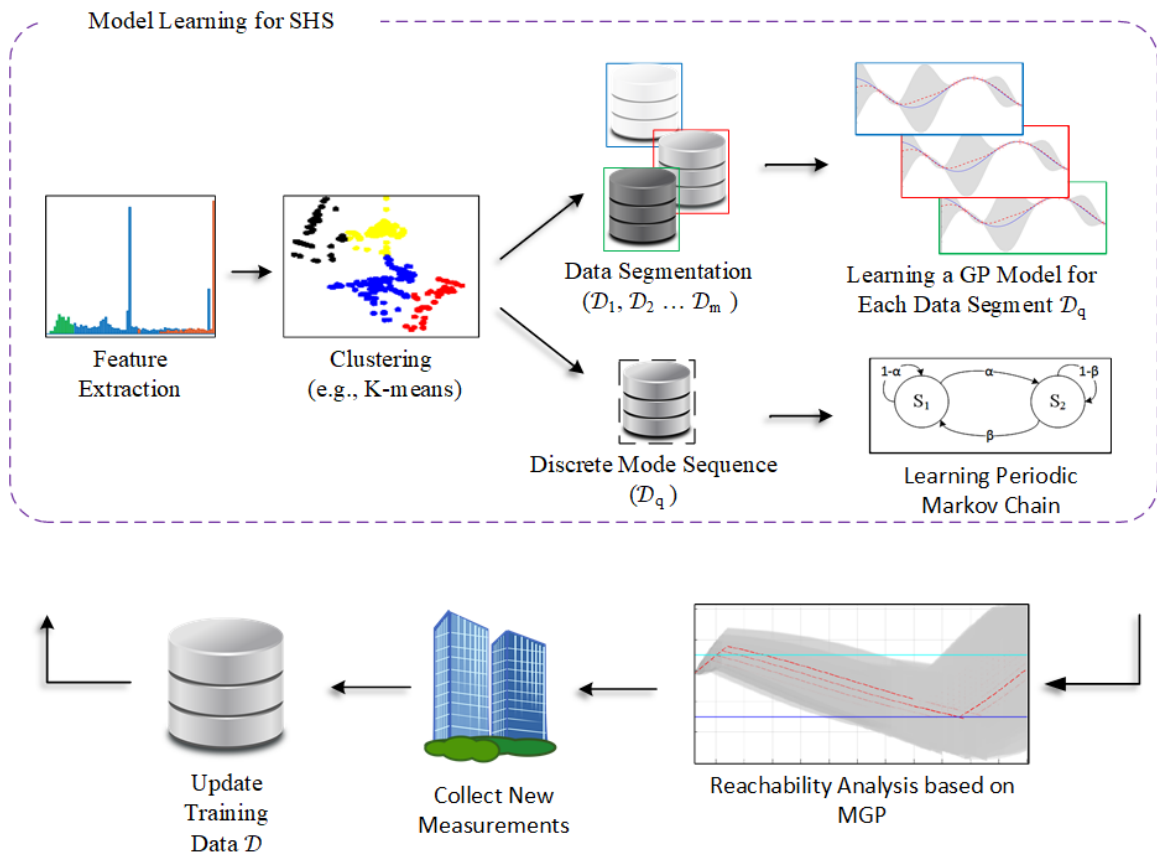 Model Learning for SHS
Feature
Extraction
Clustering
(e.g., K-means)
Data Segmentation
(𝒟₁, 𝒟₂ … 𝒟ₘ )
Learning a GP Model for
Each Data Segment 𝒟q
Discrete Mode Sequence
(𝒟q )
1-α
α
1-β
S₁
S₂
β
Learning Periodic
Markov Chain
Update
Training
Data 𝒟
Collect New
Measurements
Reachability Analysis based on
MGP